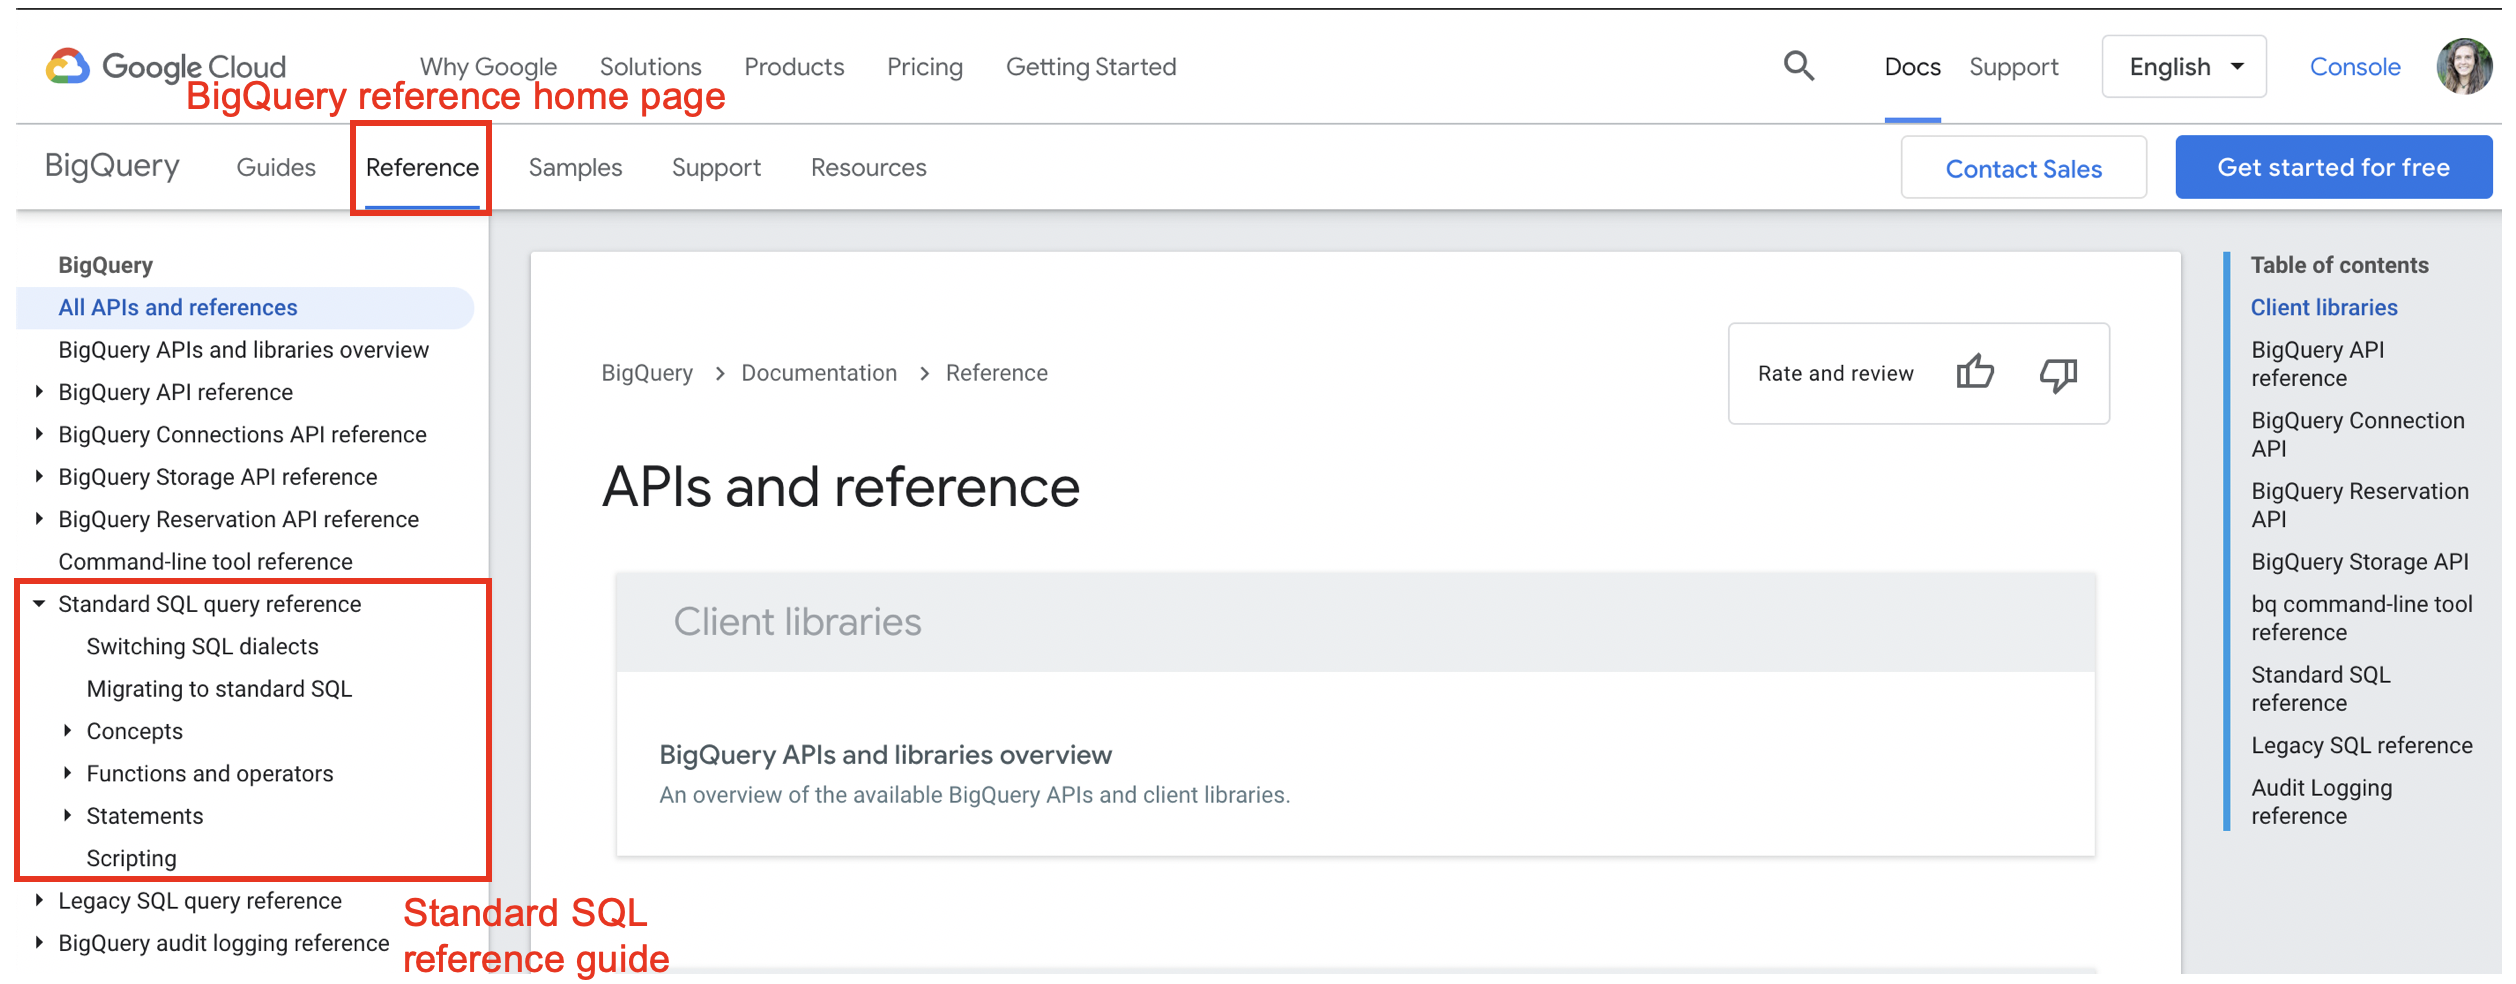 Google Cloud
Why Google
Solutions
Products
Pricing
Getting Started
Docs
Support
English
Console
BigQuery reference home page
BigQuery
Guides
Reference
Samples
Support
Resources
Contact Sales
Get started for free
BigQuery
All APIs and references
BigQuery APIs and libraries overview
BigQuery API reference
BigQuery Connections API reference
BigQuery Storage API reference
BigQuery Reservation API reference
Command-line tool reference
Standard SQL query reference
Switching SQL dialects
Migrating to standard SQL
Concepts
Functions and operators
Statements
Scripting
Legacy SQL query reference
BigQuery audit logging reference
Standard SQL
reference guide
BigQuery > Documentation > Reference
Rate and review
APIs and reference
Client libraries
BigQuery APIs and libraries overview
An overview of the available BigQuery APIs and client libraries.
Table of contents
Client libraries
BigQuery API
reference
BigQuery Connection
API
BigQuery Reservation
API
BigQuery Storage API
bq command-line tool
reference
Standard SQL
reference
Legacy SQL reference
Audit Logging
reference